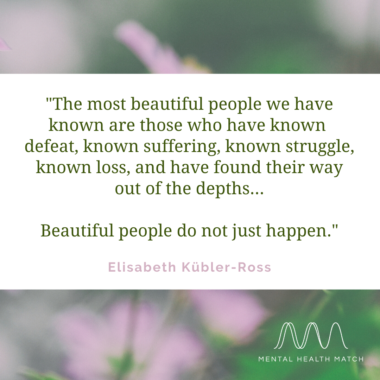 "The most beautiful people we have
known are those who have known
defeat, known suffering, known struggle,
known loss, and have found their way
out of the depths...
Beautiful people do not just happen."
Elisabeth Kübler-Ross
MENTAL HEALTH MATCH